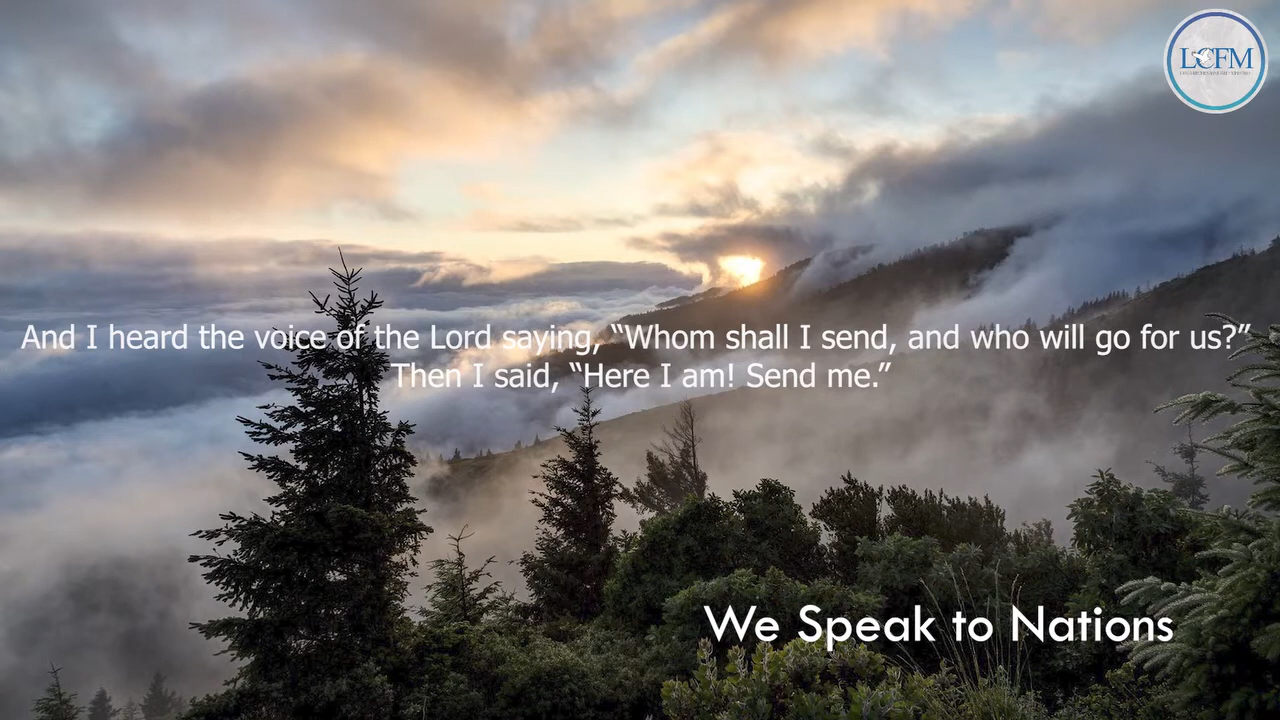 LCFM
And I heard the voice of the Lord saying, “Whom shall I send, and who will go for us?”
Then I said, “Here I am! Send me.”
We Speak to Nations